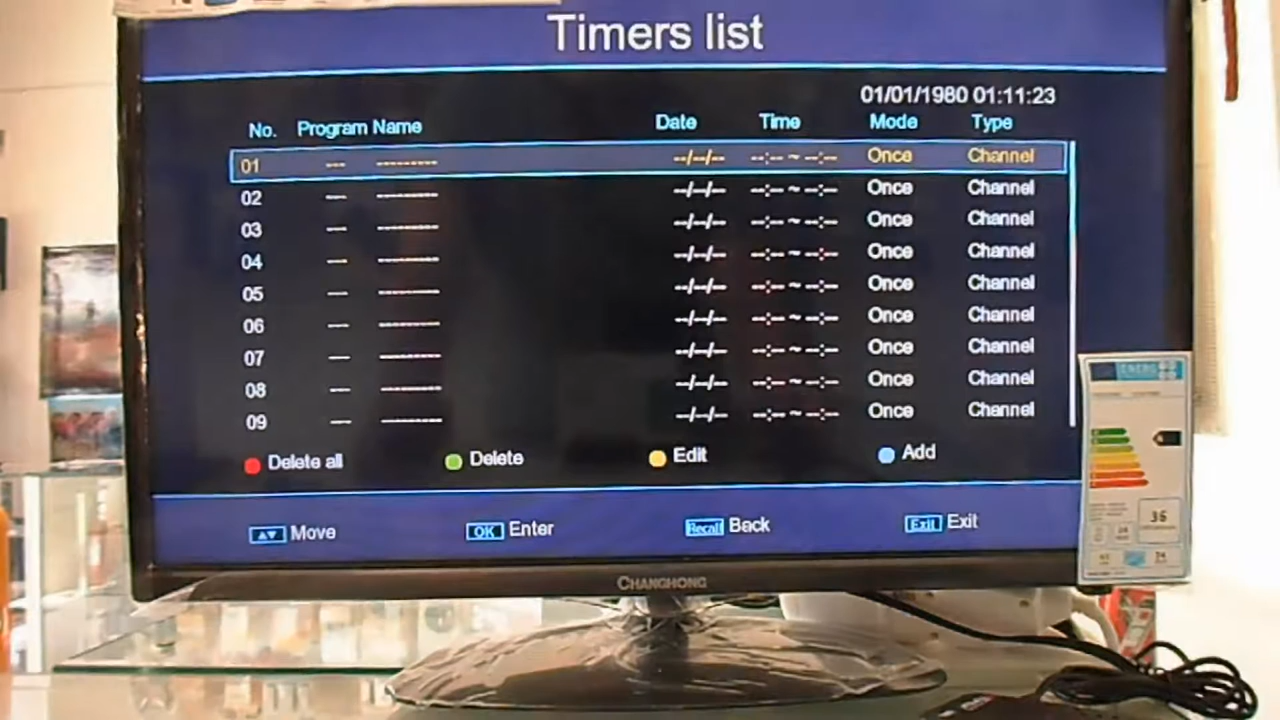 Timers list
01/01/1980 01:11:23
No. Program Name Date Time Mode Type
01 --- --------- --/--/-- --:-- ~ --:-- Once Channel
02 --- --------- --/--/-- --:-- ~ --:-- Once Channel
03 --- --------- --/--/-- --:-- ~ --:-- Once Channel
04 --- --------- --/--/-- --:-- ~ --:-- Once Channel
05 --- --------- --/--/-- --:-- ~ --:-- Once Channel
06 --- --------- --/--/-- --:-- ~ --:-- Once Channel
07 --- --------- --/--/-- --:-- ~ --:-- Once Channel
08 --- --------- --/--/-- --:-- ~ --:-- Once Channel
09 --- --------- --/--/-- --:-- ~ --:-- Once Channel
Delete all Delete Edit Add
▲▼ Move OK Enter Recall Back Exit Exit
CHANGHONG
ENERG
36